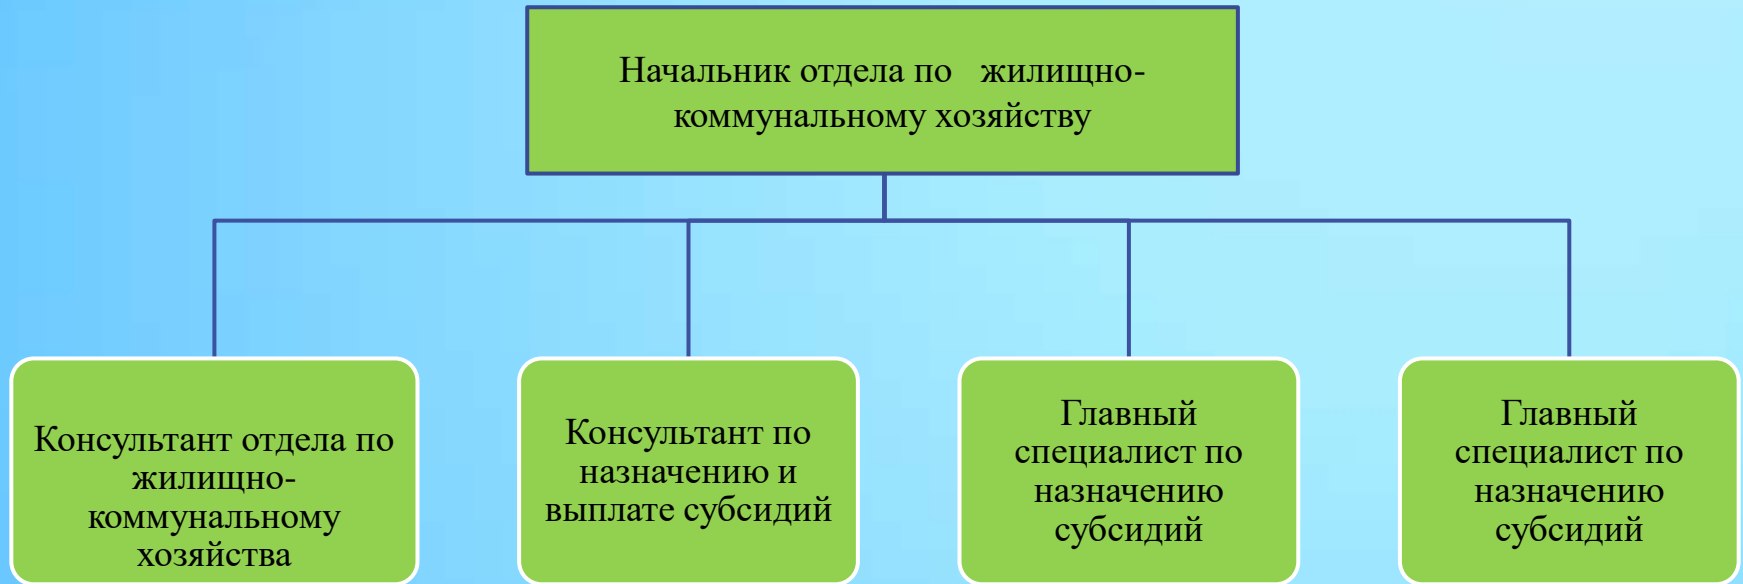 Начальник отдела по жилищно-
коммунальному хозяйству
Консультант отдела по
жилищно-
коммунальному
хозяйства
Консультант по
назначению и
выплате субсидий
Главный
специалист по
назначению
субсидий
Главный
специалист по
назначению
субсидий